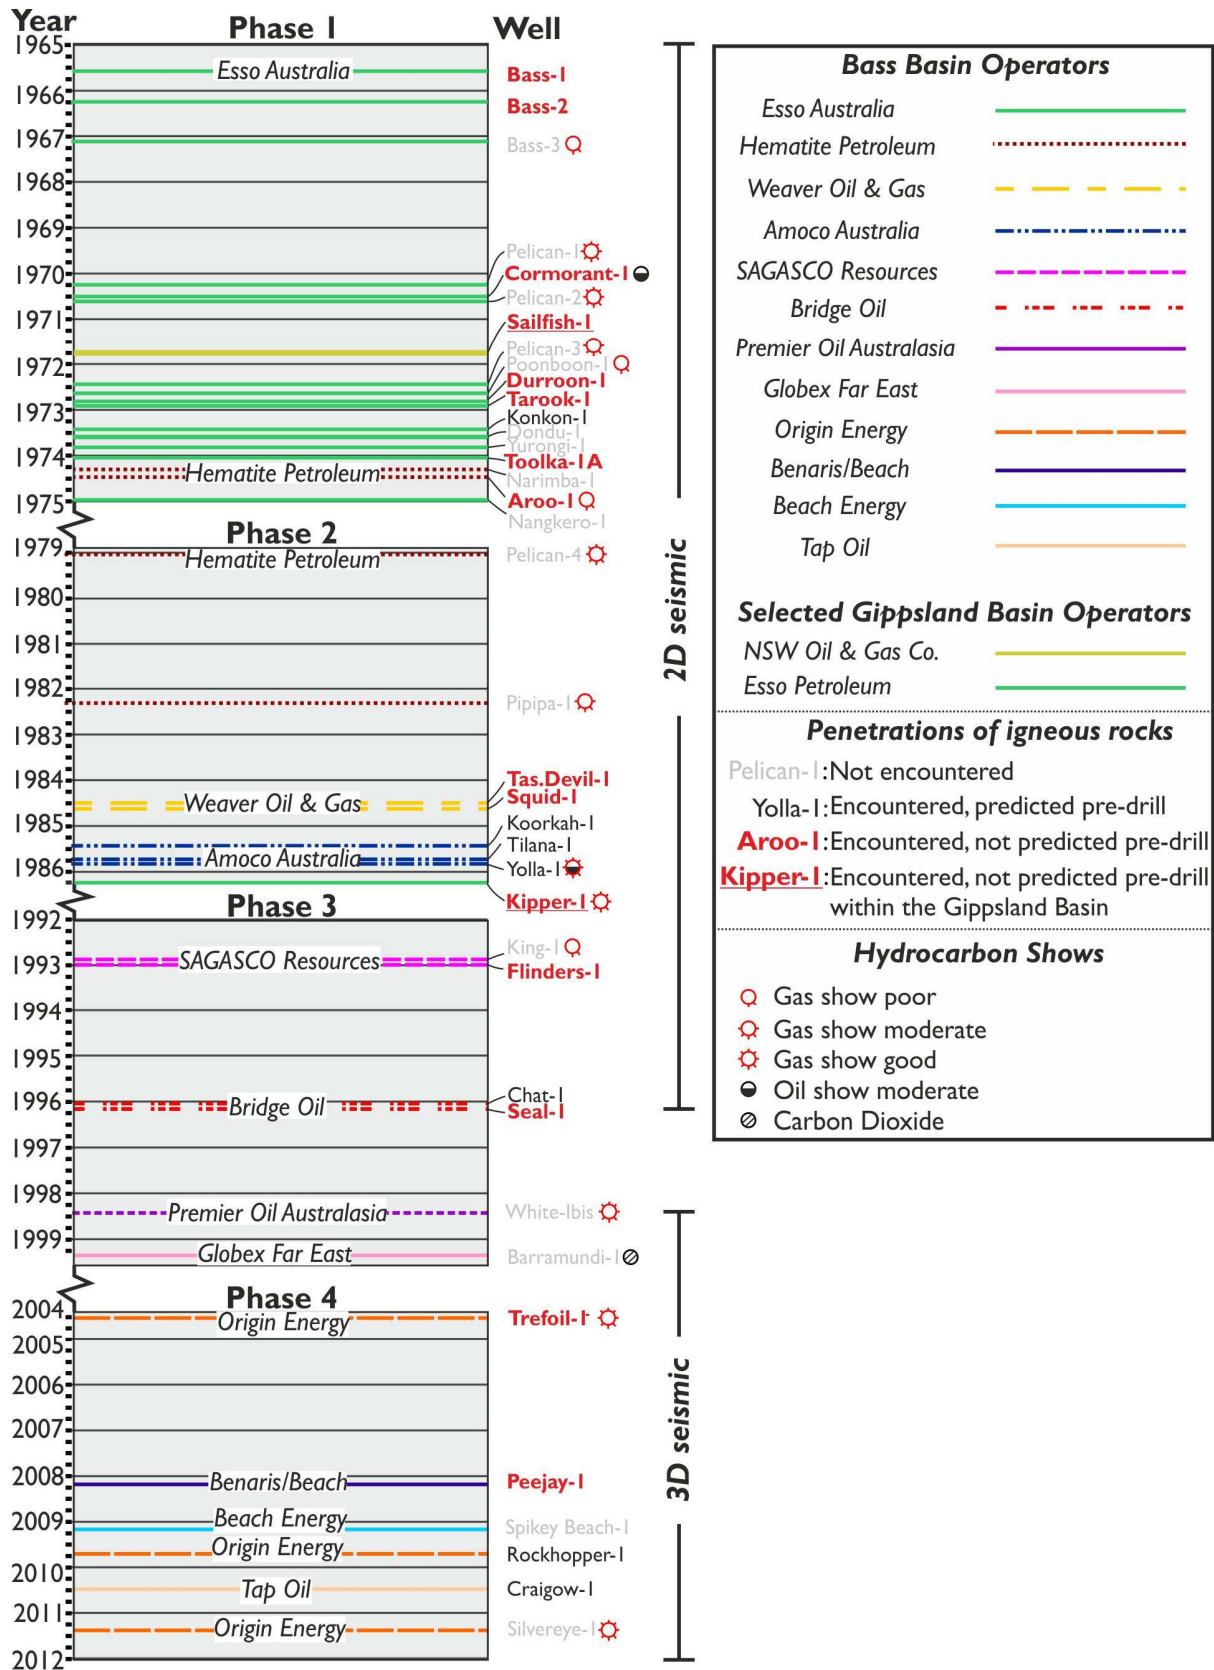 Year
Phase 1
Well
1965
Esso Australia
Bass-1
1966
Bass-2
1967
Bass-3
1968
1969
Pelican-1
1970
Cormorant-1
Pelican-2
1971
Sailfish-1
Pelican-3
1972
Poonboon-1
Durroon-1
Tarook-1
1973
Konkon-1
Dondu-1
Yurongi-1
1974
Toolka-1A
Hematite Petroleum
Narimba-1
1975
Aroo-1
Nangkero-1
Phase 2
1979
Hematite Petroleum
Pelican-4
1980
1981
1982
Pipipa-1
1983
1984
Tas.Devil-1
Squid-1
Weaver Oil & Gas
1985
Koorkah-1
Tilana-1
Amoco Australia
1986
Yolla-1
Kipper-1
Phase 3
1992
King-1
1993
SAGASCO Resources
Flinders-1
1994
1995
1996
Chat-1
Bridge Oil
Seal-1
1997
1998
Premier Oil Australasia
White-Ibis
1999
Globex Far East
Barramundi-1
Phase 4
2004
Origin Energy
Trefoil-1
2005
2006
2007
2008
Benaris/Beach
Peejay-1
2009
Beach Energy
Spikey Beach-1
Origin Energy
Rockhopper-1
2010
Tap Oil
Craigow-1
2011
Origin Energy
Silvereye-1
2012
2D seismic
3D seismic
Bass Basin Operators
Esso Australia
Hematite Petroleum
Weaver Oil & Gas
Amoco Australia
SAGASCO Resources
Bridge Oil
Premier Oil Australasia
Globex Far East
Origin Energy
Benaris/Beach
Beach Energy
Tap Oil
Selected Gippsland Basin Operators
NSW Oil & Gas Co.
Esso Petroleum
Penetrations of igneous rocks
Pelican-1:Not encountered
Yolla-1:Encountered, predicted pre-drill
Aroo-1:Encountered, not predicted pre-drill
Kipper-1:Encountered, not predicted pre-drill
within the Gippsland Basin
Hydrocarbon Shows
Gas show poor
Gas show moderate
Gas show good
Oil show moderate
Carbon Dioxide